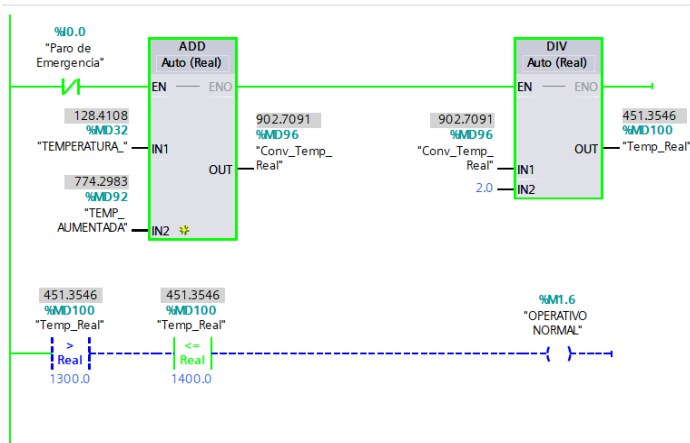 %I0.0
"Paro de
Emergencia"
ADD
Auto (Real)
EN
ENO
128.4108
%MD32
"TEMPERATURA_"
IN1
774.2983
%MD92
"TEMP_
AUMENTADA"
IN2
OUT
902.7091
%MD96
"Conv_Temp_
Real"
DIV
Auto (Real)
EN
ENO
902.7091
%MD96
"Conv_Temp_
Real"
IN1
2.0
IN2
OUT
451.3546
%MD100
"Temp_Real"
451.3546
%MD100
"Temp_Real"
>
Real
1300.0
451.3546
%MD100
"Temp_Real"
<=
Real
1400.0
%M1.6
"OPERATIVO
NORMAL"